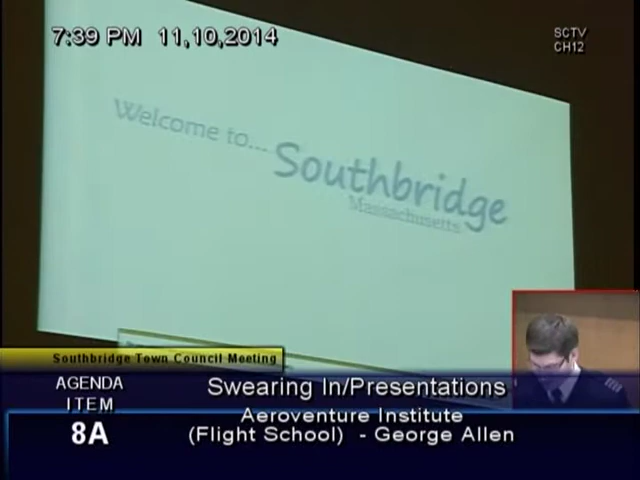 7:39 PM 11,10,2014
SCTV
CH12
Welcome to... Southbridge
Massachusetts
Southbridge Town Council Meeting
AGENDA
ITEM
8A
Swearing In/Presentations
Aeroventure Institute
(Flight School) - George Allen